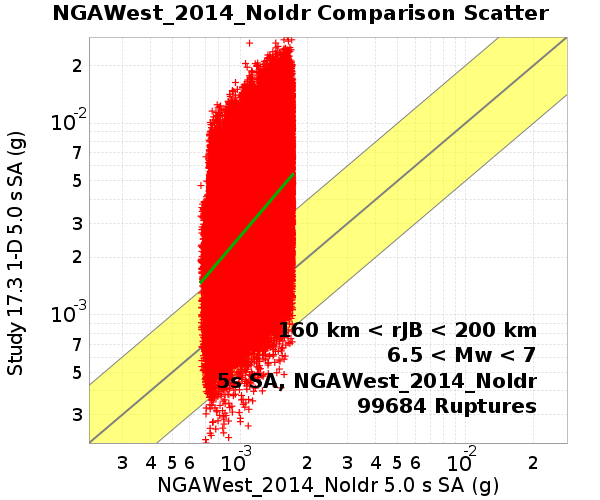 NGAWest_2014_NoIdr Comparison Scatter
Study 17.3 1-D 5.0 s SA (g)
2
10-2
7
5
3
2
10-3
7
5
3
160 km < rJB < 200 km
6.5 < Mw < 7
5s SA, NGAWest_2014_NoIdr
99684 Ruptures
3 4 5 6 10-3 2 3 4 5 6 10-2 2
NGAWest_2014_NoIdr 5.0 s SA (g)